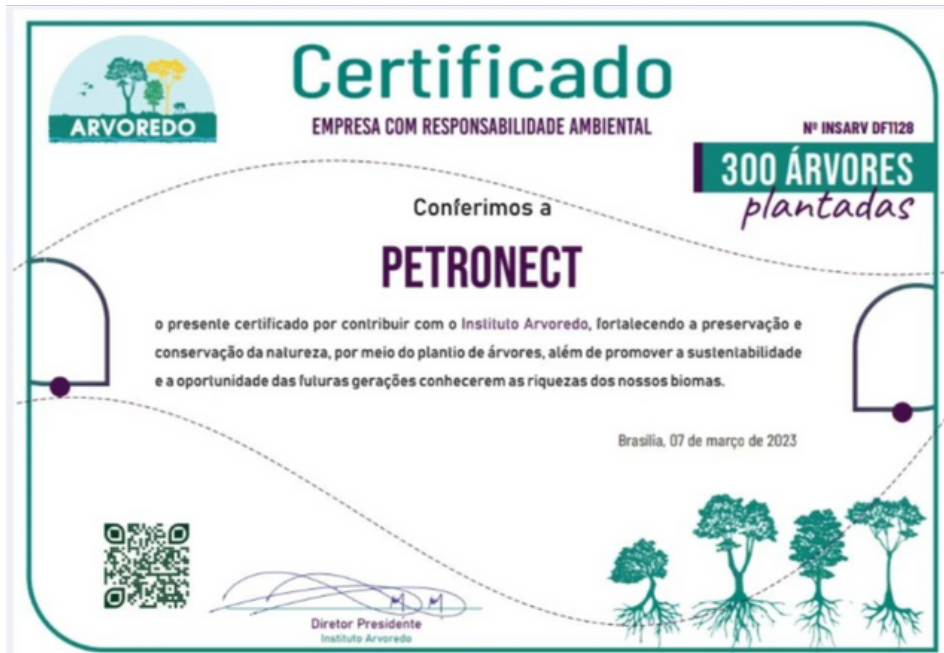 ARVOREDO
Certificado
EMPRESA COM RESPONSABILIDADE AMBIENTAL
Nº INSARV DF1128
300 ÁRVORES
plantadas
Conferimos a
PETRONECT
o presente certificado por contribuir com o Instituto Arvoredo, fortalecendo a preservação e
conservação da natureza, por meio do plantio de árvores, além de promover a sustentabilidade
e a oportunidade das futuras gerações conhecerem as riquezas dos nossos biomas.
Brasilia, 07 de março de 2023
Diretor Presidente
Instituto Arvoredo